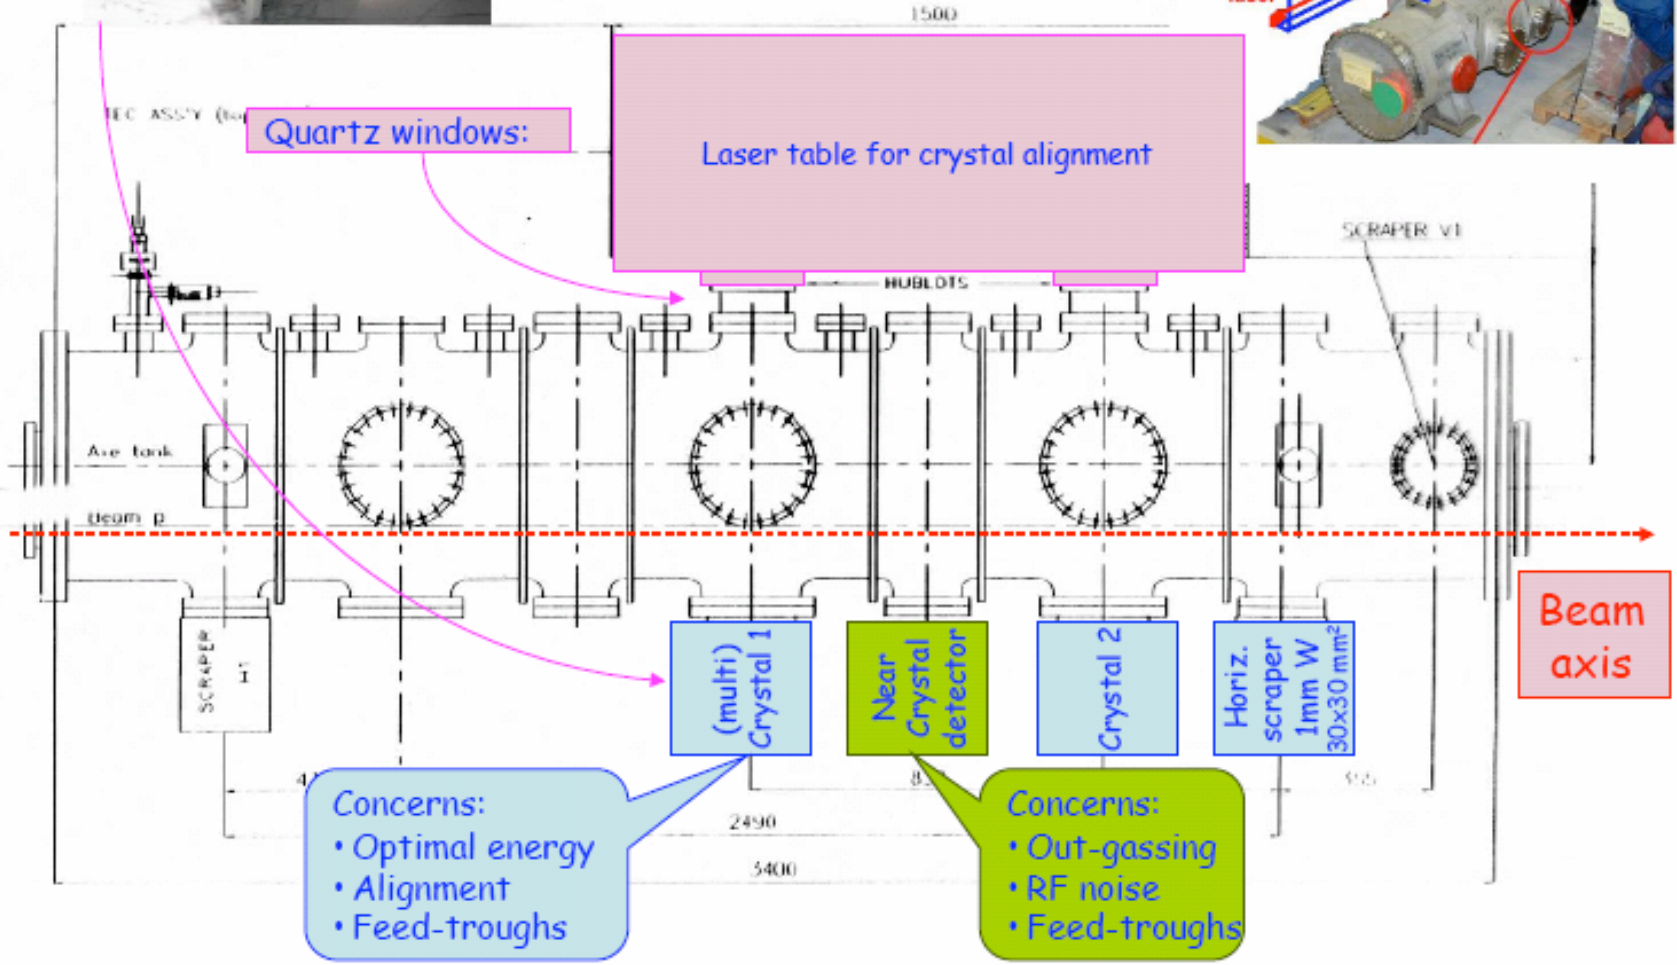 1500
Quartz windows:
Laser table for crystal alignment
SCRAPER V1
HUBLOTS
Axe tank
Beam p
Beam
axis
SCRAPER
(multi)
Crystal 1
Near
Crystal
detector
Crystal 2
Horiz.
scraper
1mm W
30x30 mm²
Concerns:
• Optimal energy
• Alignment
• Feed-troughs
Concerns:
• Out-gassing
• RF noise
• Feed-troughs
2490
3400